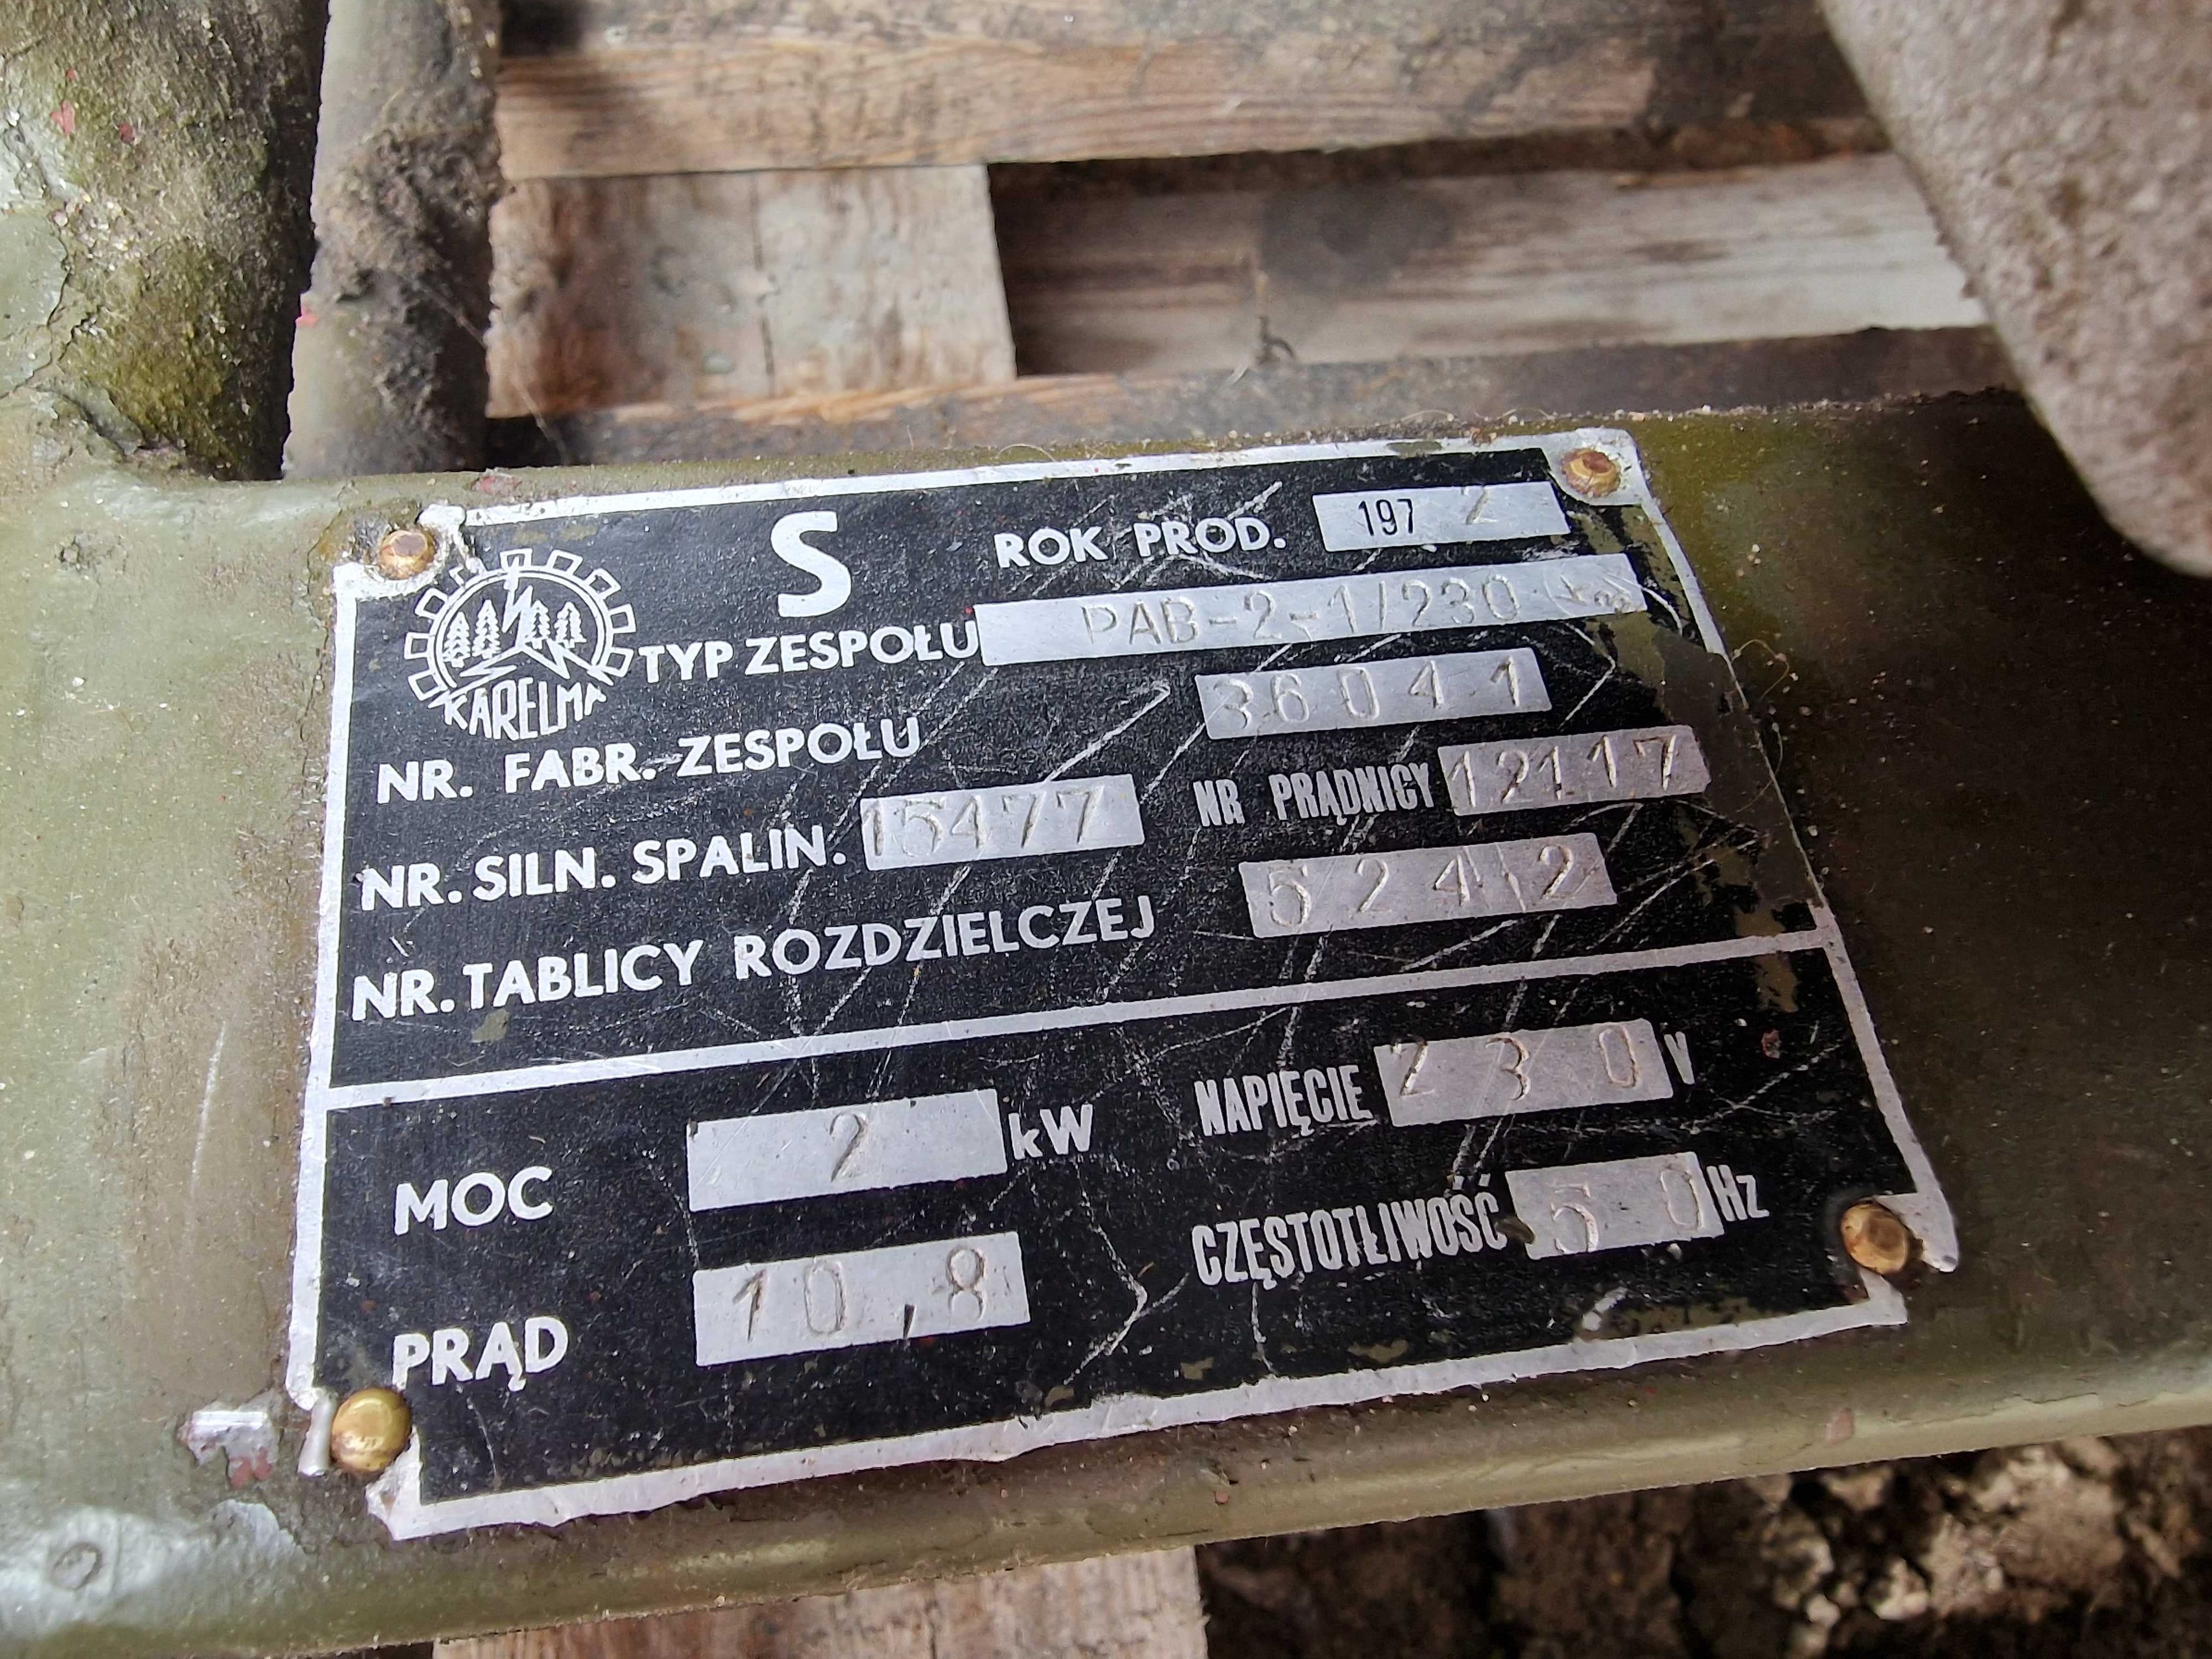 S ROK PROD. 197 2
KARELMA
TYP ZESPOŁU PAB-2-1/230
NR. FABR. ZESPOŁU 36041
NR. SILN. SPALIN. 15477 NR PRĄDNICY 12117
NR. TABLICY ROZDZIELCZEJ 52412
MOC 2 kW NAPIĘCIE 230 V
PRĄD 10,8 CZĘSTOTLIWOŚĆ 50 Hz